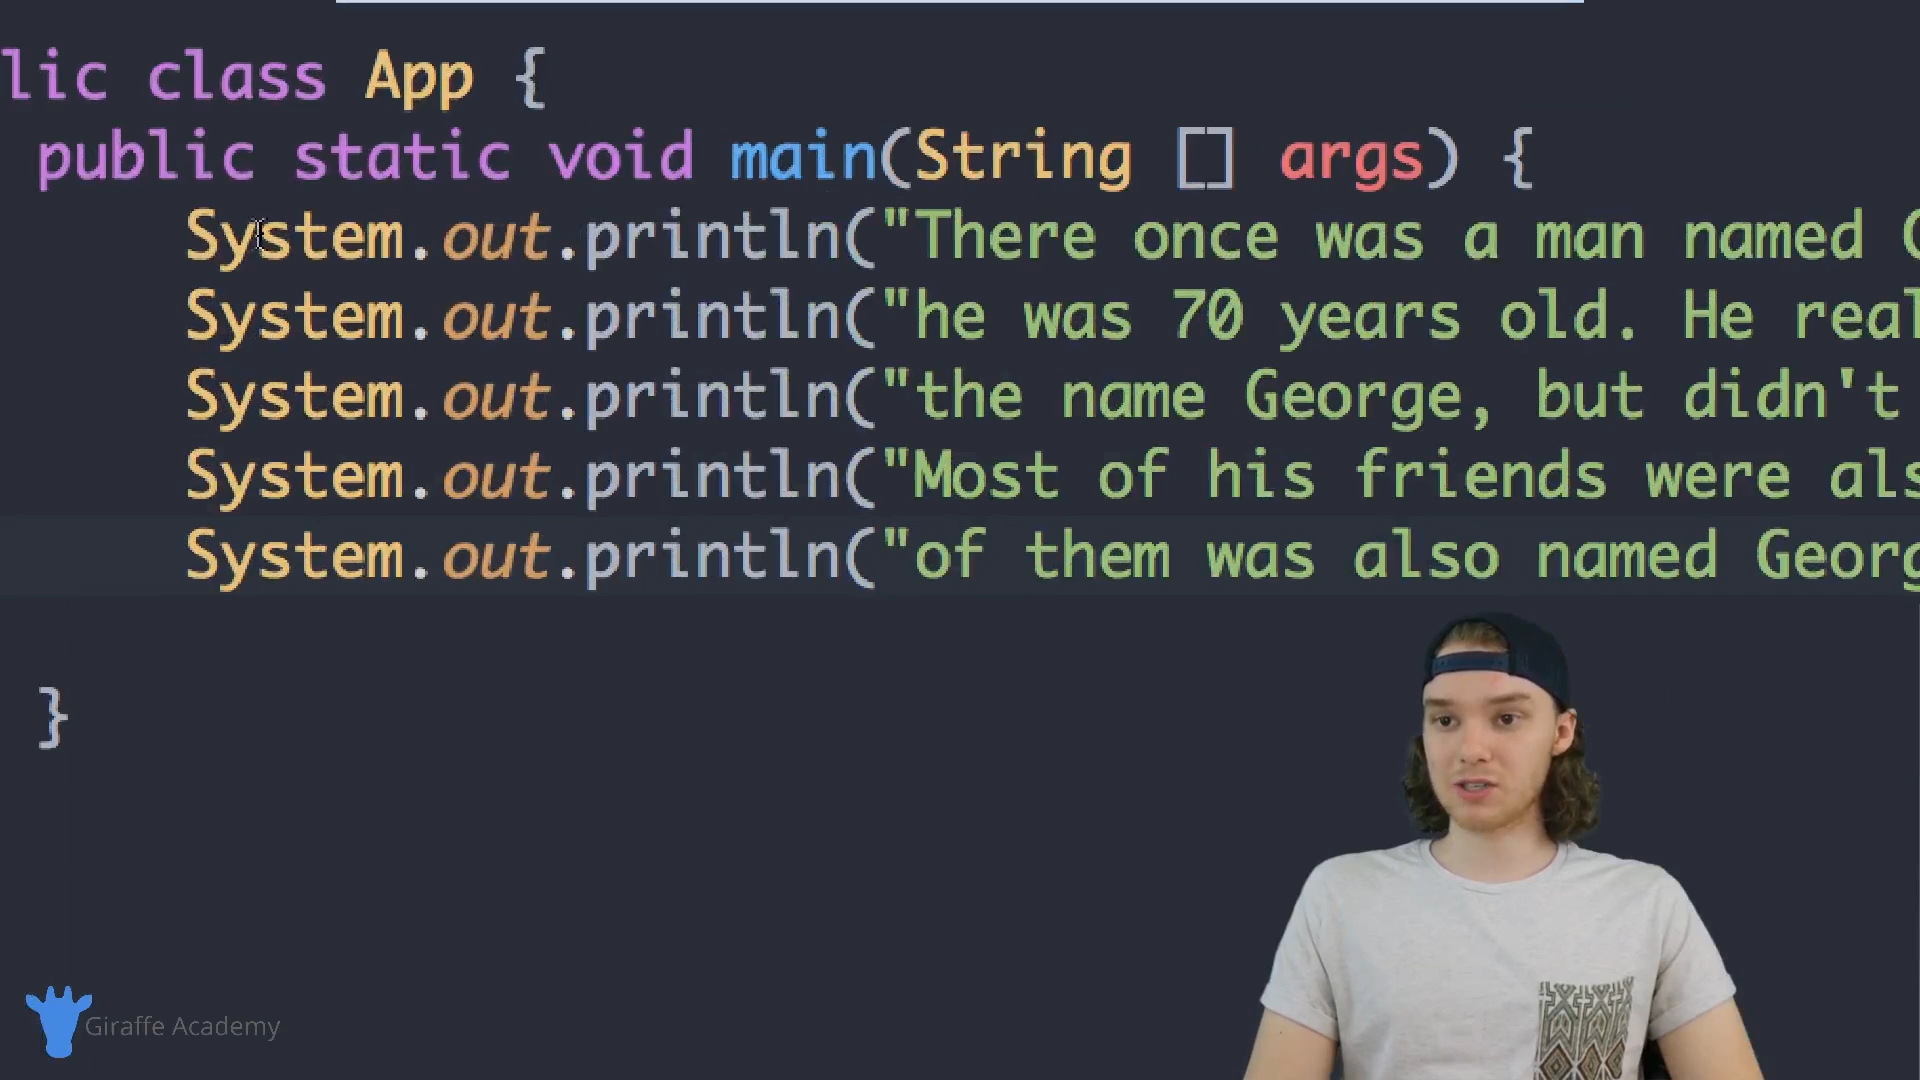 lic class App {
public static void main(String [] args) {
System.out.println("There once was a man named
System.out.println("he was 70 years old. He real
System.out.println("the name George, but didn't
System.out.println("Most of his friends were als
System.out.println("of them was also named Georg
}
Giraffe Academy